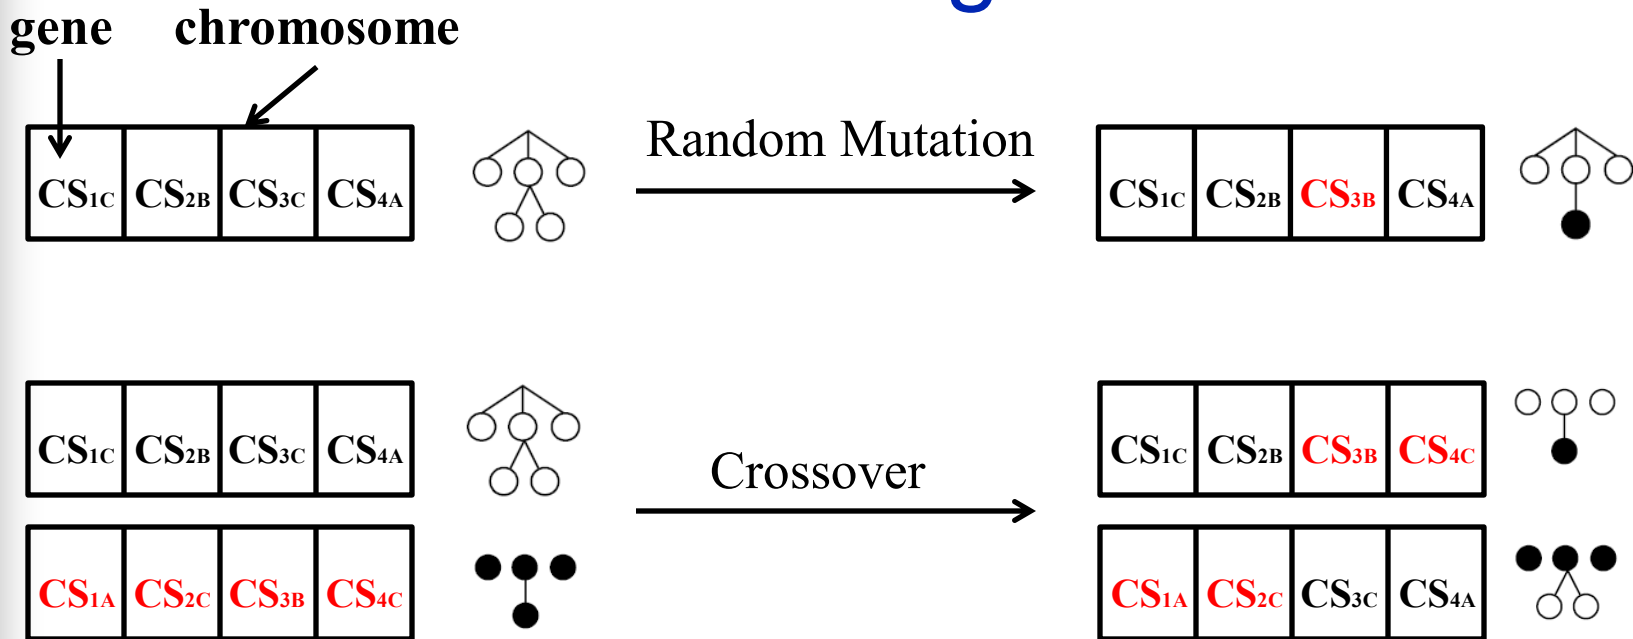 g
gene chromosome
CS1C CS2B CS3C CS4A
Random Mutation
CS1C CS2B CS3B CS4A
CS1C CS2B CS3C CS4A
Crossover
CS1C CS2B CS3B CS4C
CS1A CS2C CS3B CS4C
CS1A CS2C CS3C CS4A